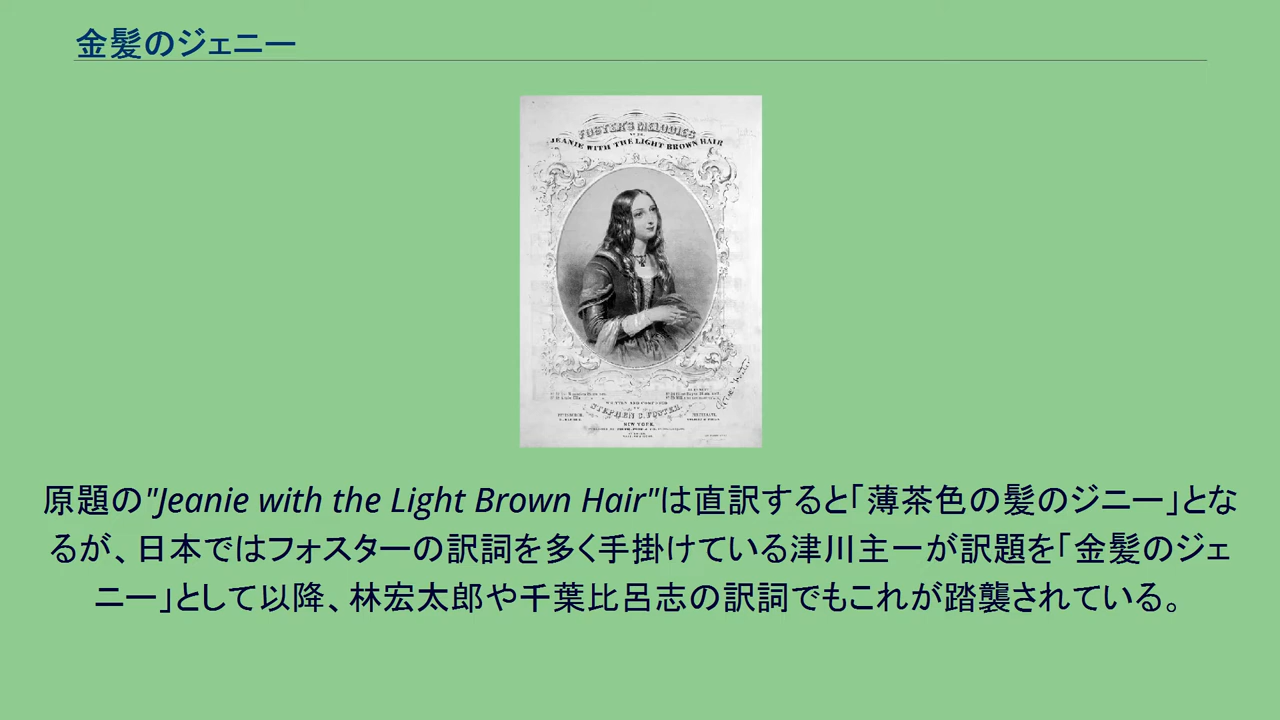 金髪のジェニー
FOSTER'S MELODIES
JEANIE WITH THE LIGHT BROWN HAIR
WRITTEN AND COMPOSED
BY
STEPHEN C. FOSTER.
NEW YORK,
原題の"Jeanie with the Light Brown Hair"は直訳すると「薄茶色の髪のジニー」とな
るが、日本ではフォスターの訳詞を多く手掛けている津川主一が訳題を「金髪のジェ
ニー」として以降、林宏太郎や千葉比呂志の訳詞でもこれが踏襲されている。